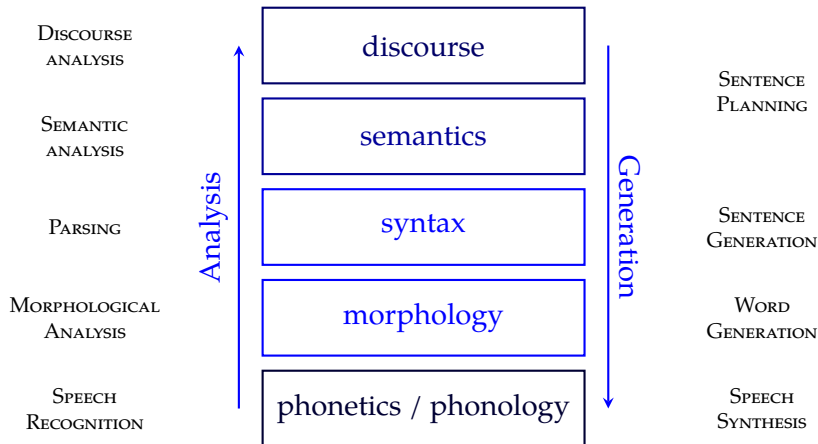 Discourse
analysis
discourse
Sentence
Planning
Semantic
analysis
semantics
Analysis
Generation
Parsing
syntax
Sentence
Generation
Morphological
Analysis
morphology
Word
Generation
Speech
Recognition
phonetics / phonology
Speech
Synthesis